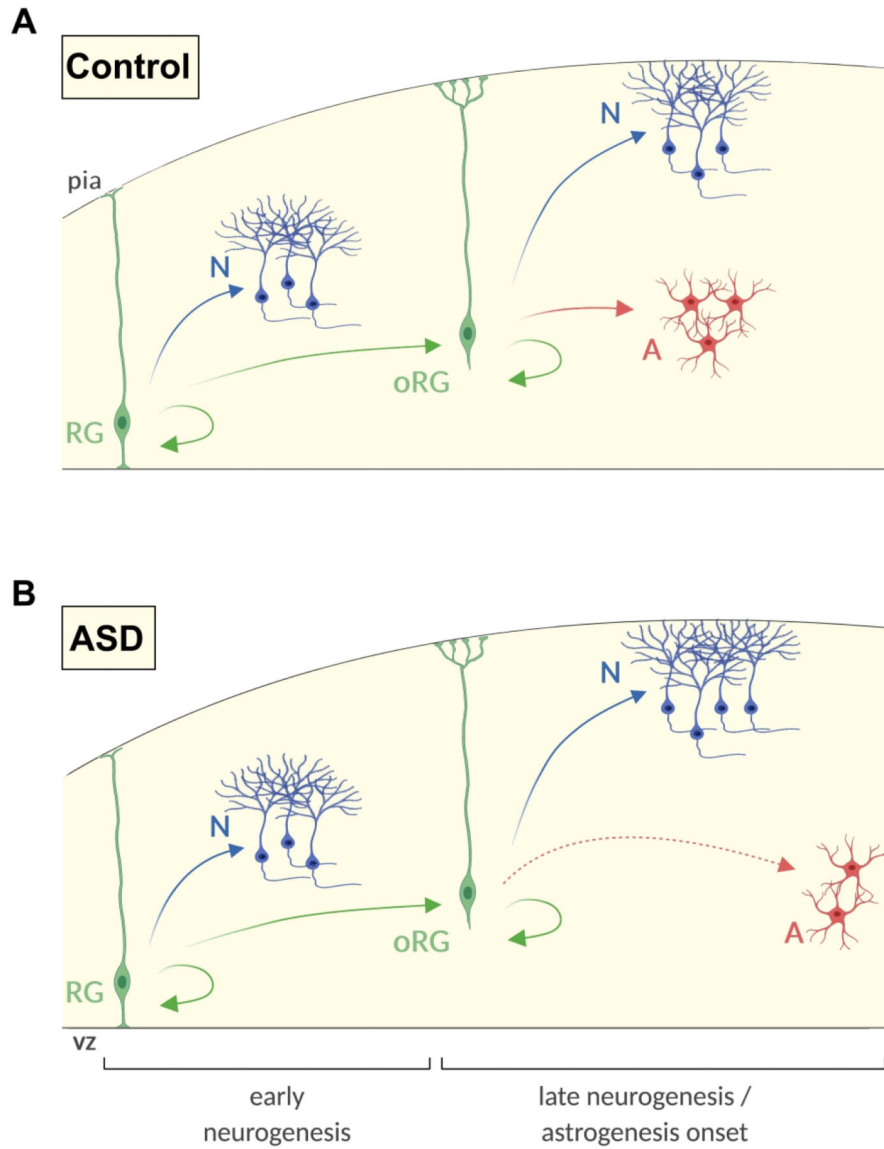 A
Control
pia
N
N
A
oRG
RG
B
ASD
N
N
oRG
A
RG
vz
early
neurogenesis
late neurogenesis /
astrogenesis onset